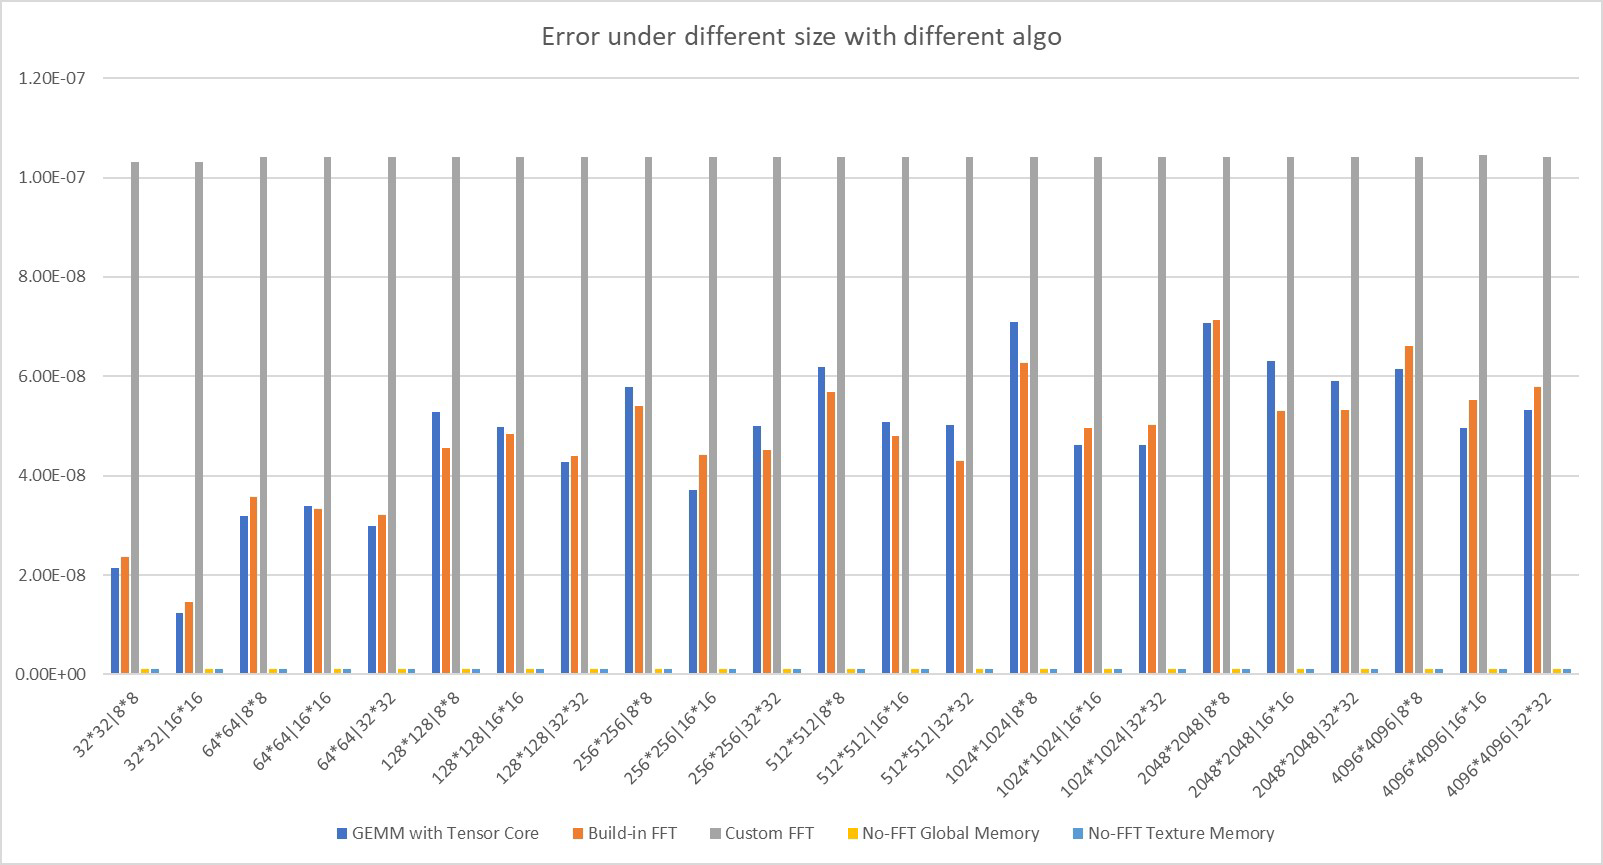 Error under different size with different algo
1.20E-07
1.00E-07
8.00E-08
6.00E-08
4.00E-08
2.00E-08
0.00E+00
32*32|8*8
32*32|16*16
64*64|8*8
64*64|16*16
64*64|32*32
128*128|8*8
128*128|16*16
128*128|32*32
256*256|8*8
256*256|16*16
256*256|32*32
512*512|8*8
512*512|16*16
512*512|32*32
1024*1024|8*8
1024*1024|16*16
1024*1024|32*32
2048*2048|8*8
2048*2048|16*16
2048*2048|32*32
4096*4096|8*8
4096*4096|16*16
4096*4096|32*32
GEMM with Tensor Core Build-in FFT Custom FFT No-FFT Global Memory No-FFT Texture Memory